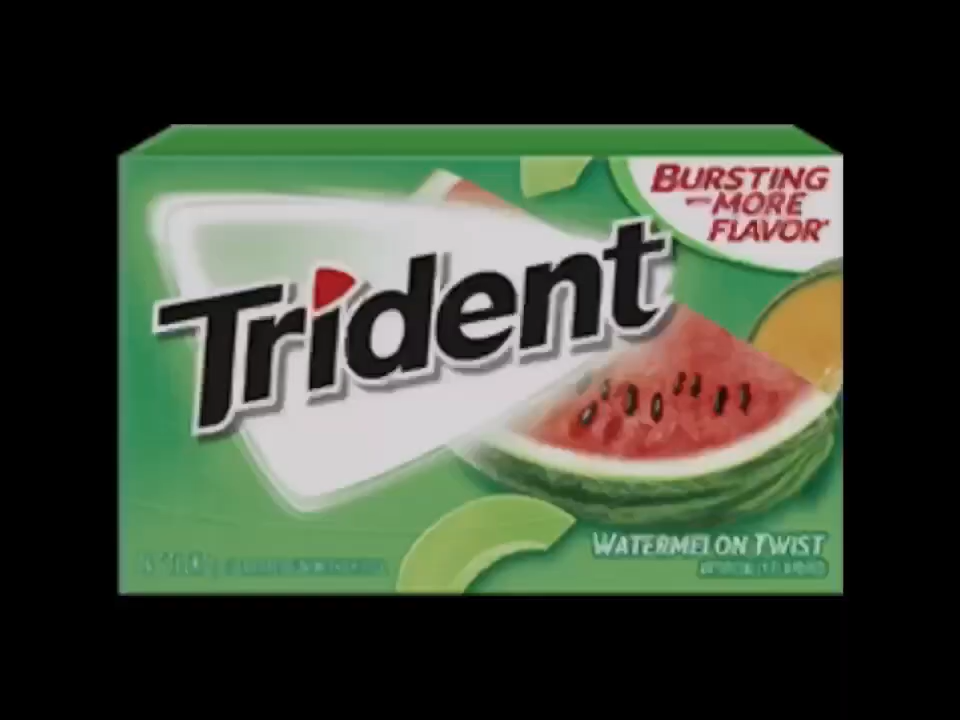 BURSTING
MORE
FLAVOR
Trident
WATERMELON TWIST